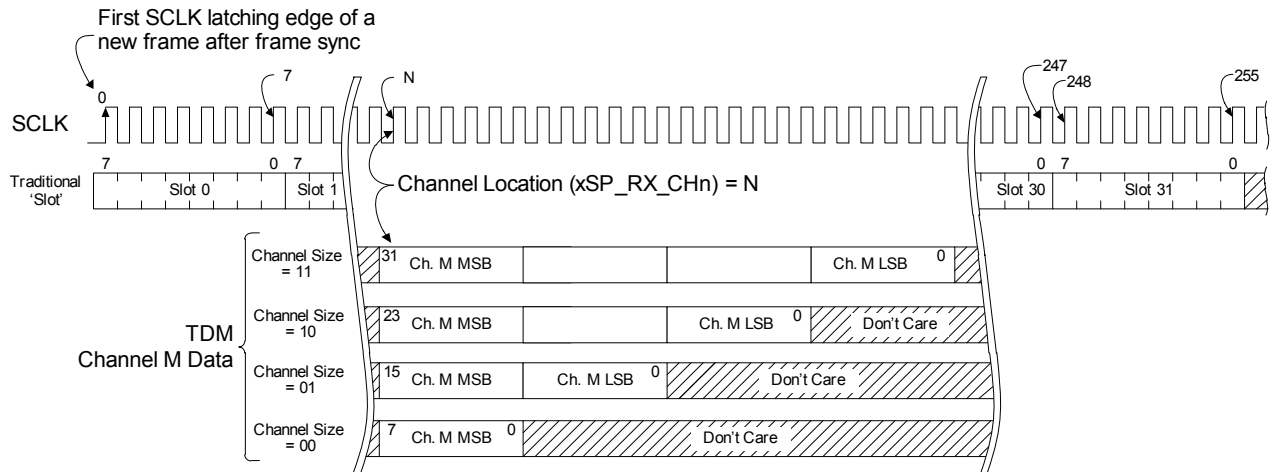 First SCLK latching edge of a
new frame after frame sync
0
7
N
247
248
255
SCLK
7 0 7 0 7 0
Traditional
‘Slot’
Slot 0 Slot 1 Slot 30 Slot 31
Channel Location (xSP_RX_CHn) = N
TDM
Channel M Data
Channel Size
= 11
31 Ch. M MSB Ch. M LSB 0
Channel Size
= 10
23 Ch. M MSB Ch. M LSB 0 Don’t Care
Channel Size
= 01
15 Ch. M MSB Ch. M LSB 0 Don’t Care
Channel Size
= 00
7 Ch. M MSB 0 Don’t Care